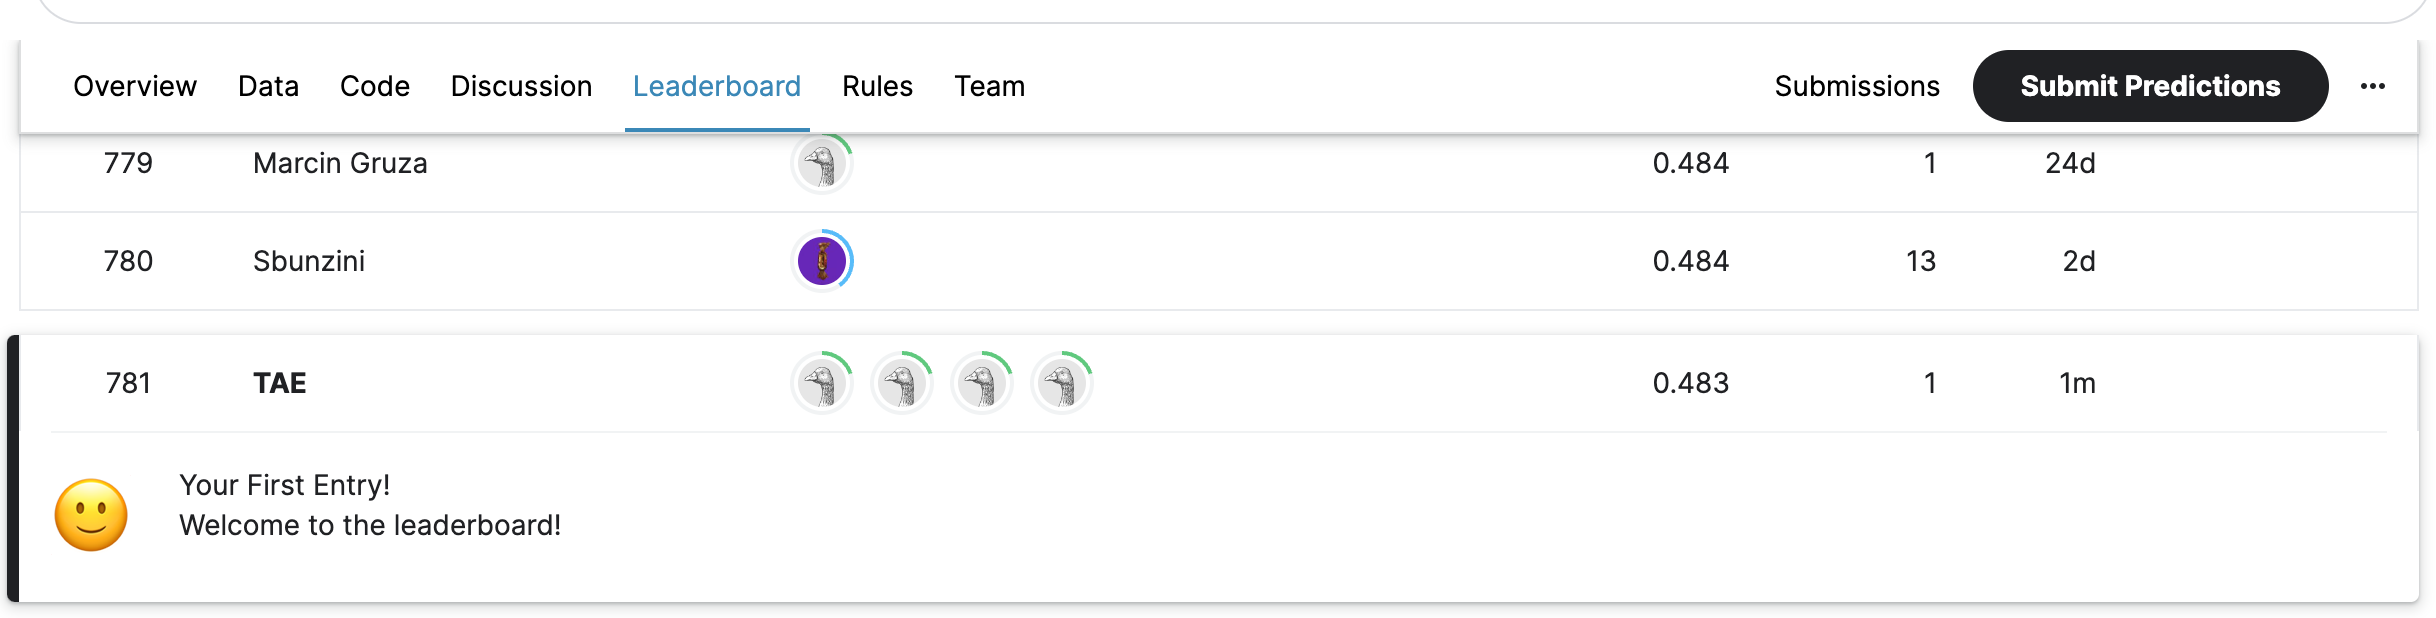 Overview Data Code Discussion Leaderboard Rules Team Submissions Submit Predictions ...
779 Marcin Gruza 0.484 1 24d
780 Sbunzini 0.484 13 2d
781 TAE 0.483 1 1m
Your First Entry!
Welcome to the leaderboard!